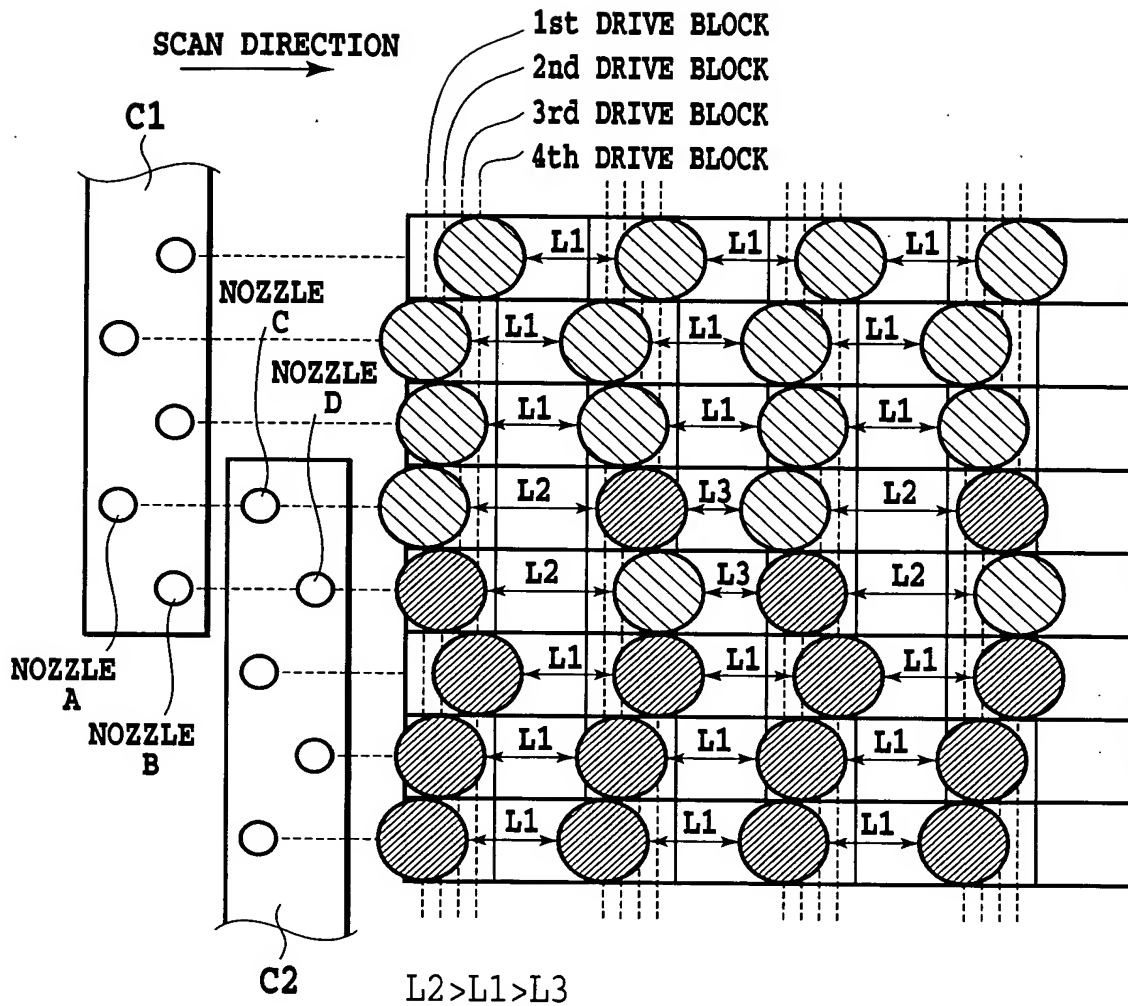 1st DRIVE BLOCK
SCAN DIRECTION
2nd DRIVE BLOCK
3rd DRIVE BLOCK
C1
4th DRIVE BLOCK
L1 L1 L1
NOZZLE
C
L1 L1 L1
NOZZLE
D
L1 L1 L1
L2 L3 L2
L2 L3 L2
NOZZLE
A
L1 L1 L1
NOZZLE
B
L1 L1 L1
L1 L1 L1
C2
L2>L1>L3